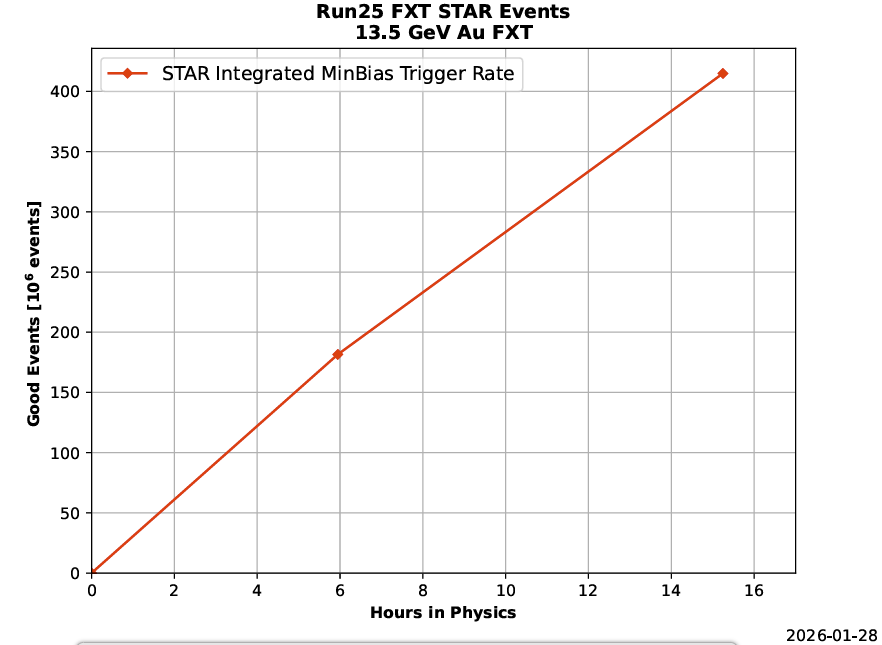 Run25 FXT STAR Events
13.5 GeV Au FXT
STAR Integrated MinBias Trigger Rate
Good Events [10⁶ events]
400
350
300
250
200
150
100
50
0
0 2 4 6 8 10 12 14 16
Hours in Physics
2026-01-28